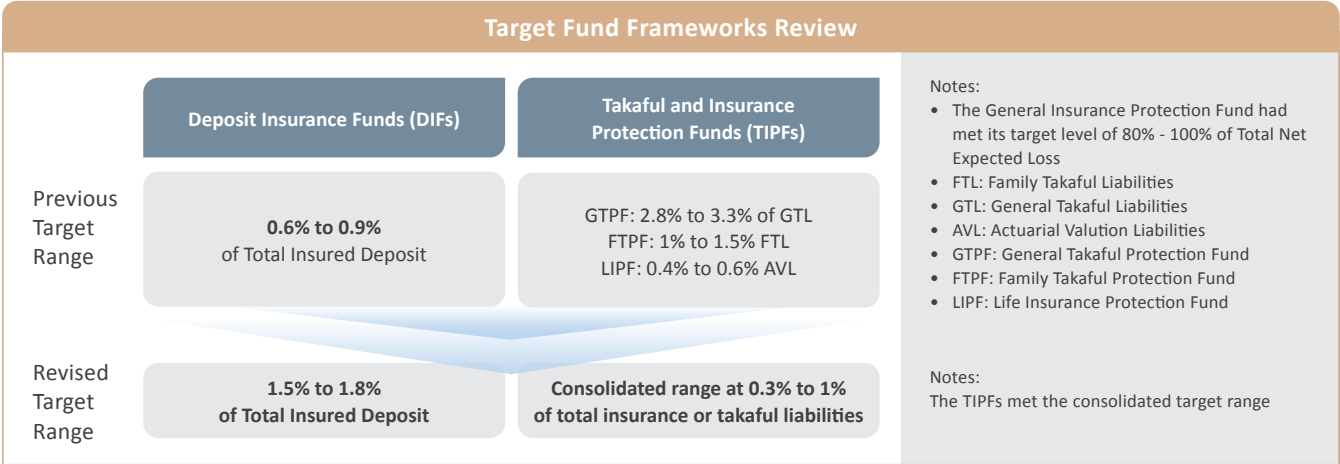 Target Fund Frameworks Review
Deposit Insurance Funds (DIFs)
Takaful and Insurance
Protection Funds (TIPFs)
Previous
Target
Range
0.6% to 0.9%
of Total Insured Deposit
GTPF: 2.8% to 3.3% of GTL
FTPF: 1% to 1.5% FTL
LIPF: 0.4% to 0.6% AVL
Revised
Target
Range
1.5% to 1.8%
of Total Insured Deposit
Consolidated range at 0.3% to 1%
of total insurance or takaful liabilities
Notes:
• The General Insurance Protection Fund had
met its target level of 80% - 100% of Total Net
Expected Loss
• FTL: Family Takaful Liabilities
• GTL: General Takaful Liabilities
• AVL: Actuarial Valution Liabilities
• GTPF: General Takaful Protection Fund
• FTPF: Family Takaful Protection Fund
• LIPF: Life Insurance Protection Fund
Notes:
The TIPFs met the consolidated target range